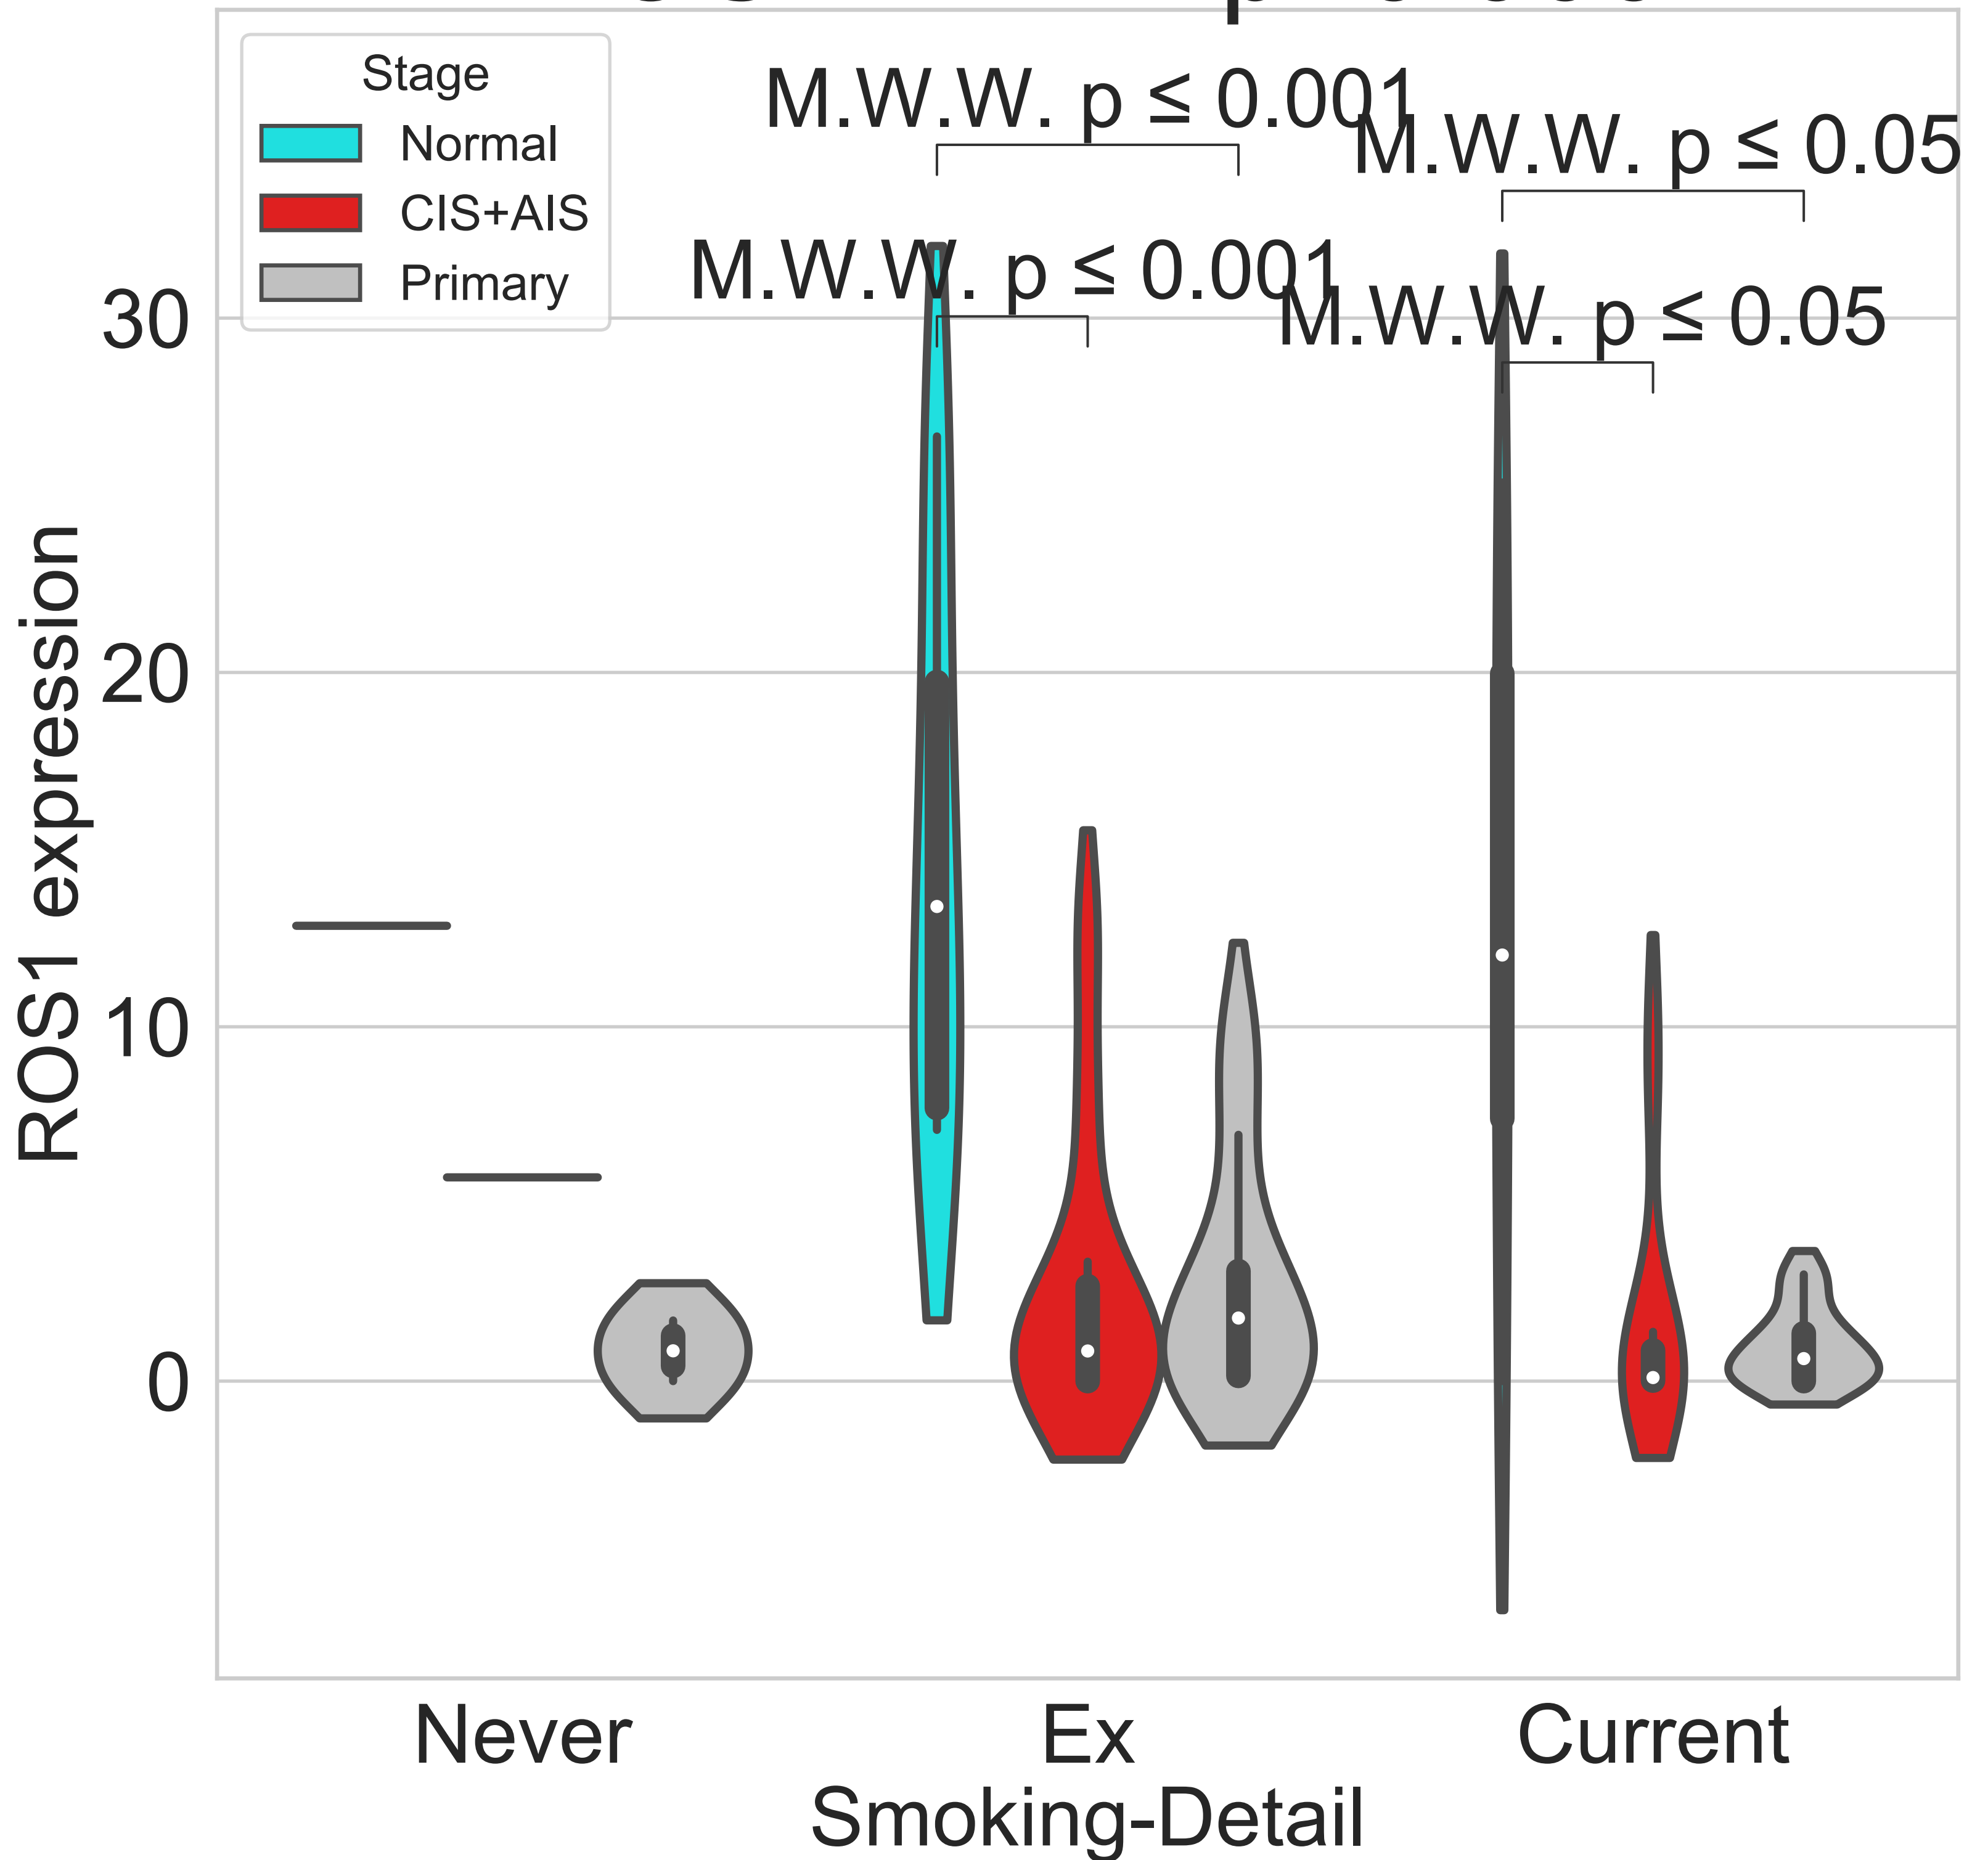 Stage
Normal
CIS+AIS
Primary
M.W.W. p ≤ 0.001
M.W.W. p ≤ 0.05
M.W.W. p ≤ 0.001
M.W.W. p ≤ 0.05
30
20
10
0
ROS1 expression
Never
Ex
Current
Smoking-Detail